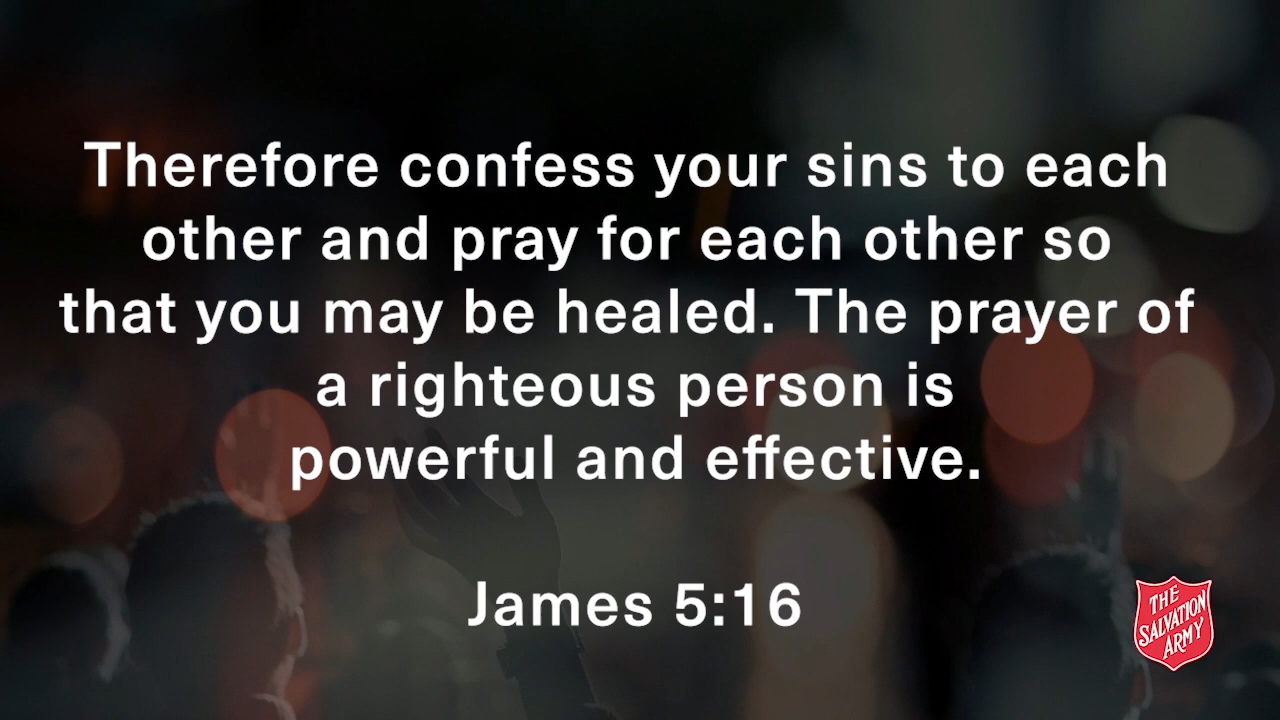 Therefore confess your sins to each
other and pray for each other so
that you may be healed. The prayer of
a righteous person is
powerful and effective.
James 5:16
THE
SALVATION
ARMY